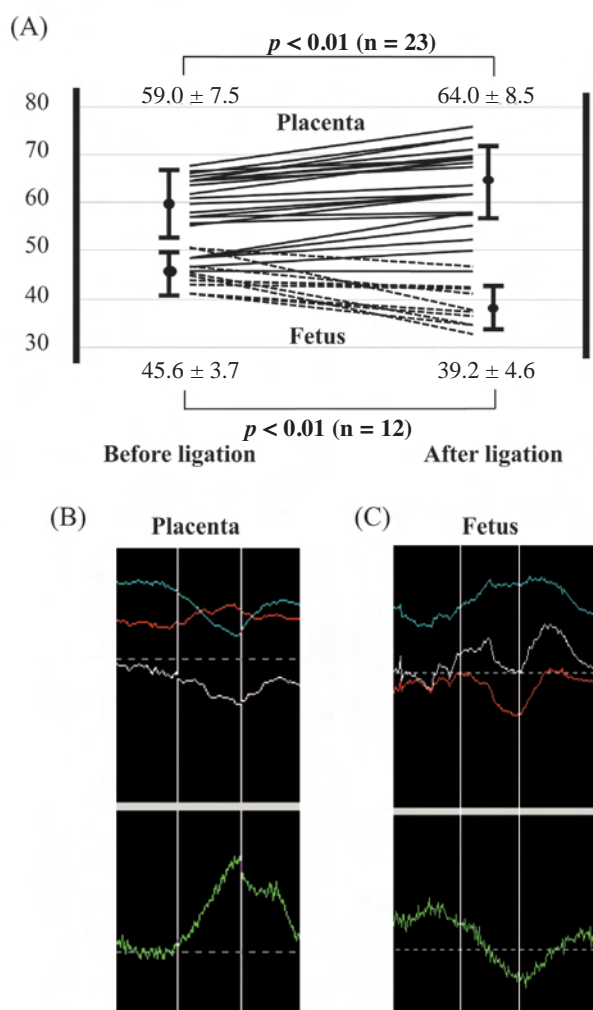 (A)
p < 0.01 (n = 23)
59.0 ± 7.5 64.0 ± 8.5
80
Placenta
70
60
50
40
Fetus
30
45.6 ± 3.7 39.2 ± 4.6
p < 0.01 (n = 12)
Before ligation After ligation
(B) (C)
Placenta Fetus